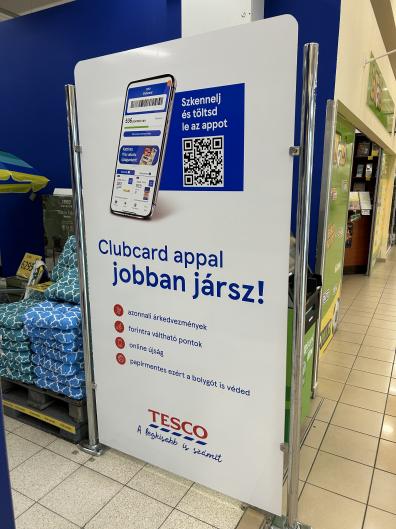 Szkennelj
és töltsd
le az appot
Clubcard appal
jobban jársz!
azonnali árkedvezmények
forintra váltható pontok
online újság
papírmentes ezért a bolygót is véded
TESCO
A legkisebb is számít